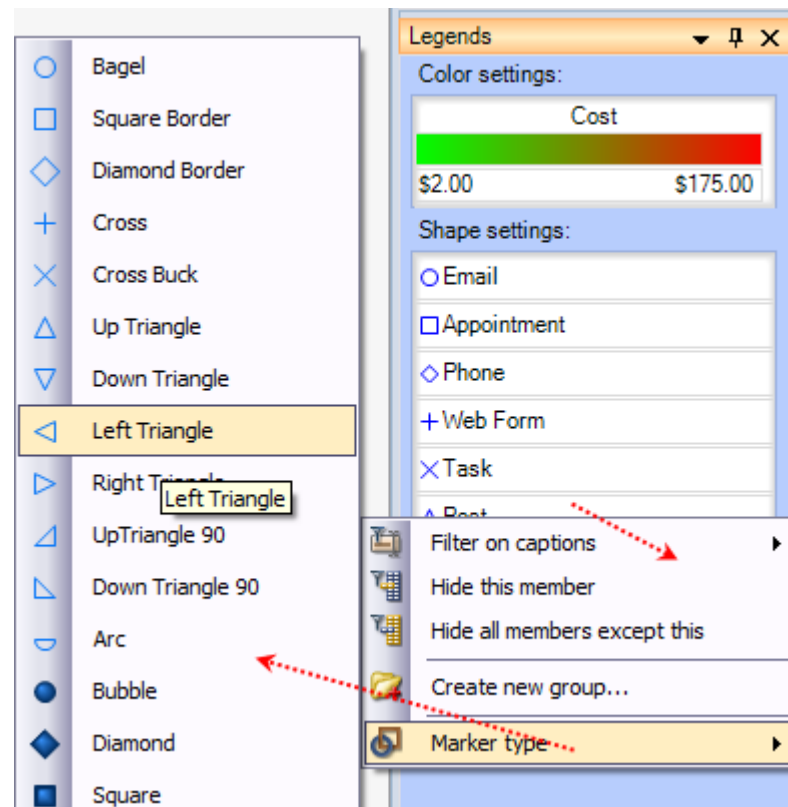 Bagel
Square Border
Diamond Border
Cross
Cross Buck
Up Triangle
Down Triangle
Left Triangle
Right
Left Triangle
UpTriangle 90
Down Triangle 90
Arc
Bubble
Diamond
Square
Legends
Color settings:
Cost
$2.00 $175.00
Shape settings:
Email
Appointment
Phone
Web Form
Task
Filter on captions
Hide this member
Hide all members except this
Create new group...
Marker type